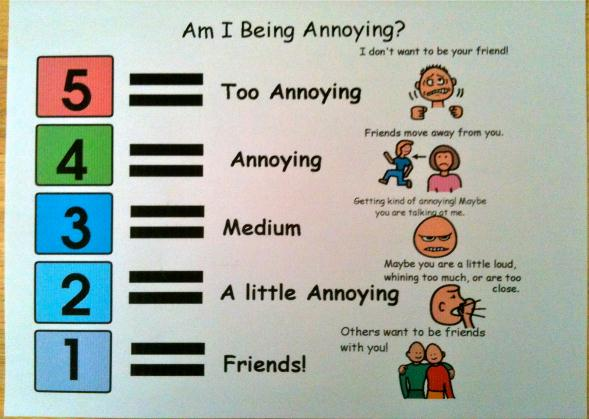 Am I Being Annoying?
I don't want to be your friend!
5 = Too Annoying
Friends move away from you.
4 = Annoying
Getting kind of annoying! Maybe
you are talking at me.
3 = Medium
Maybe you are a little loud,
whining too much, or are too
close.
2 = A little Annoying
Others want to be friends
with you!
1 = Friends!